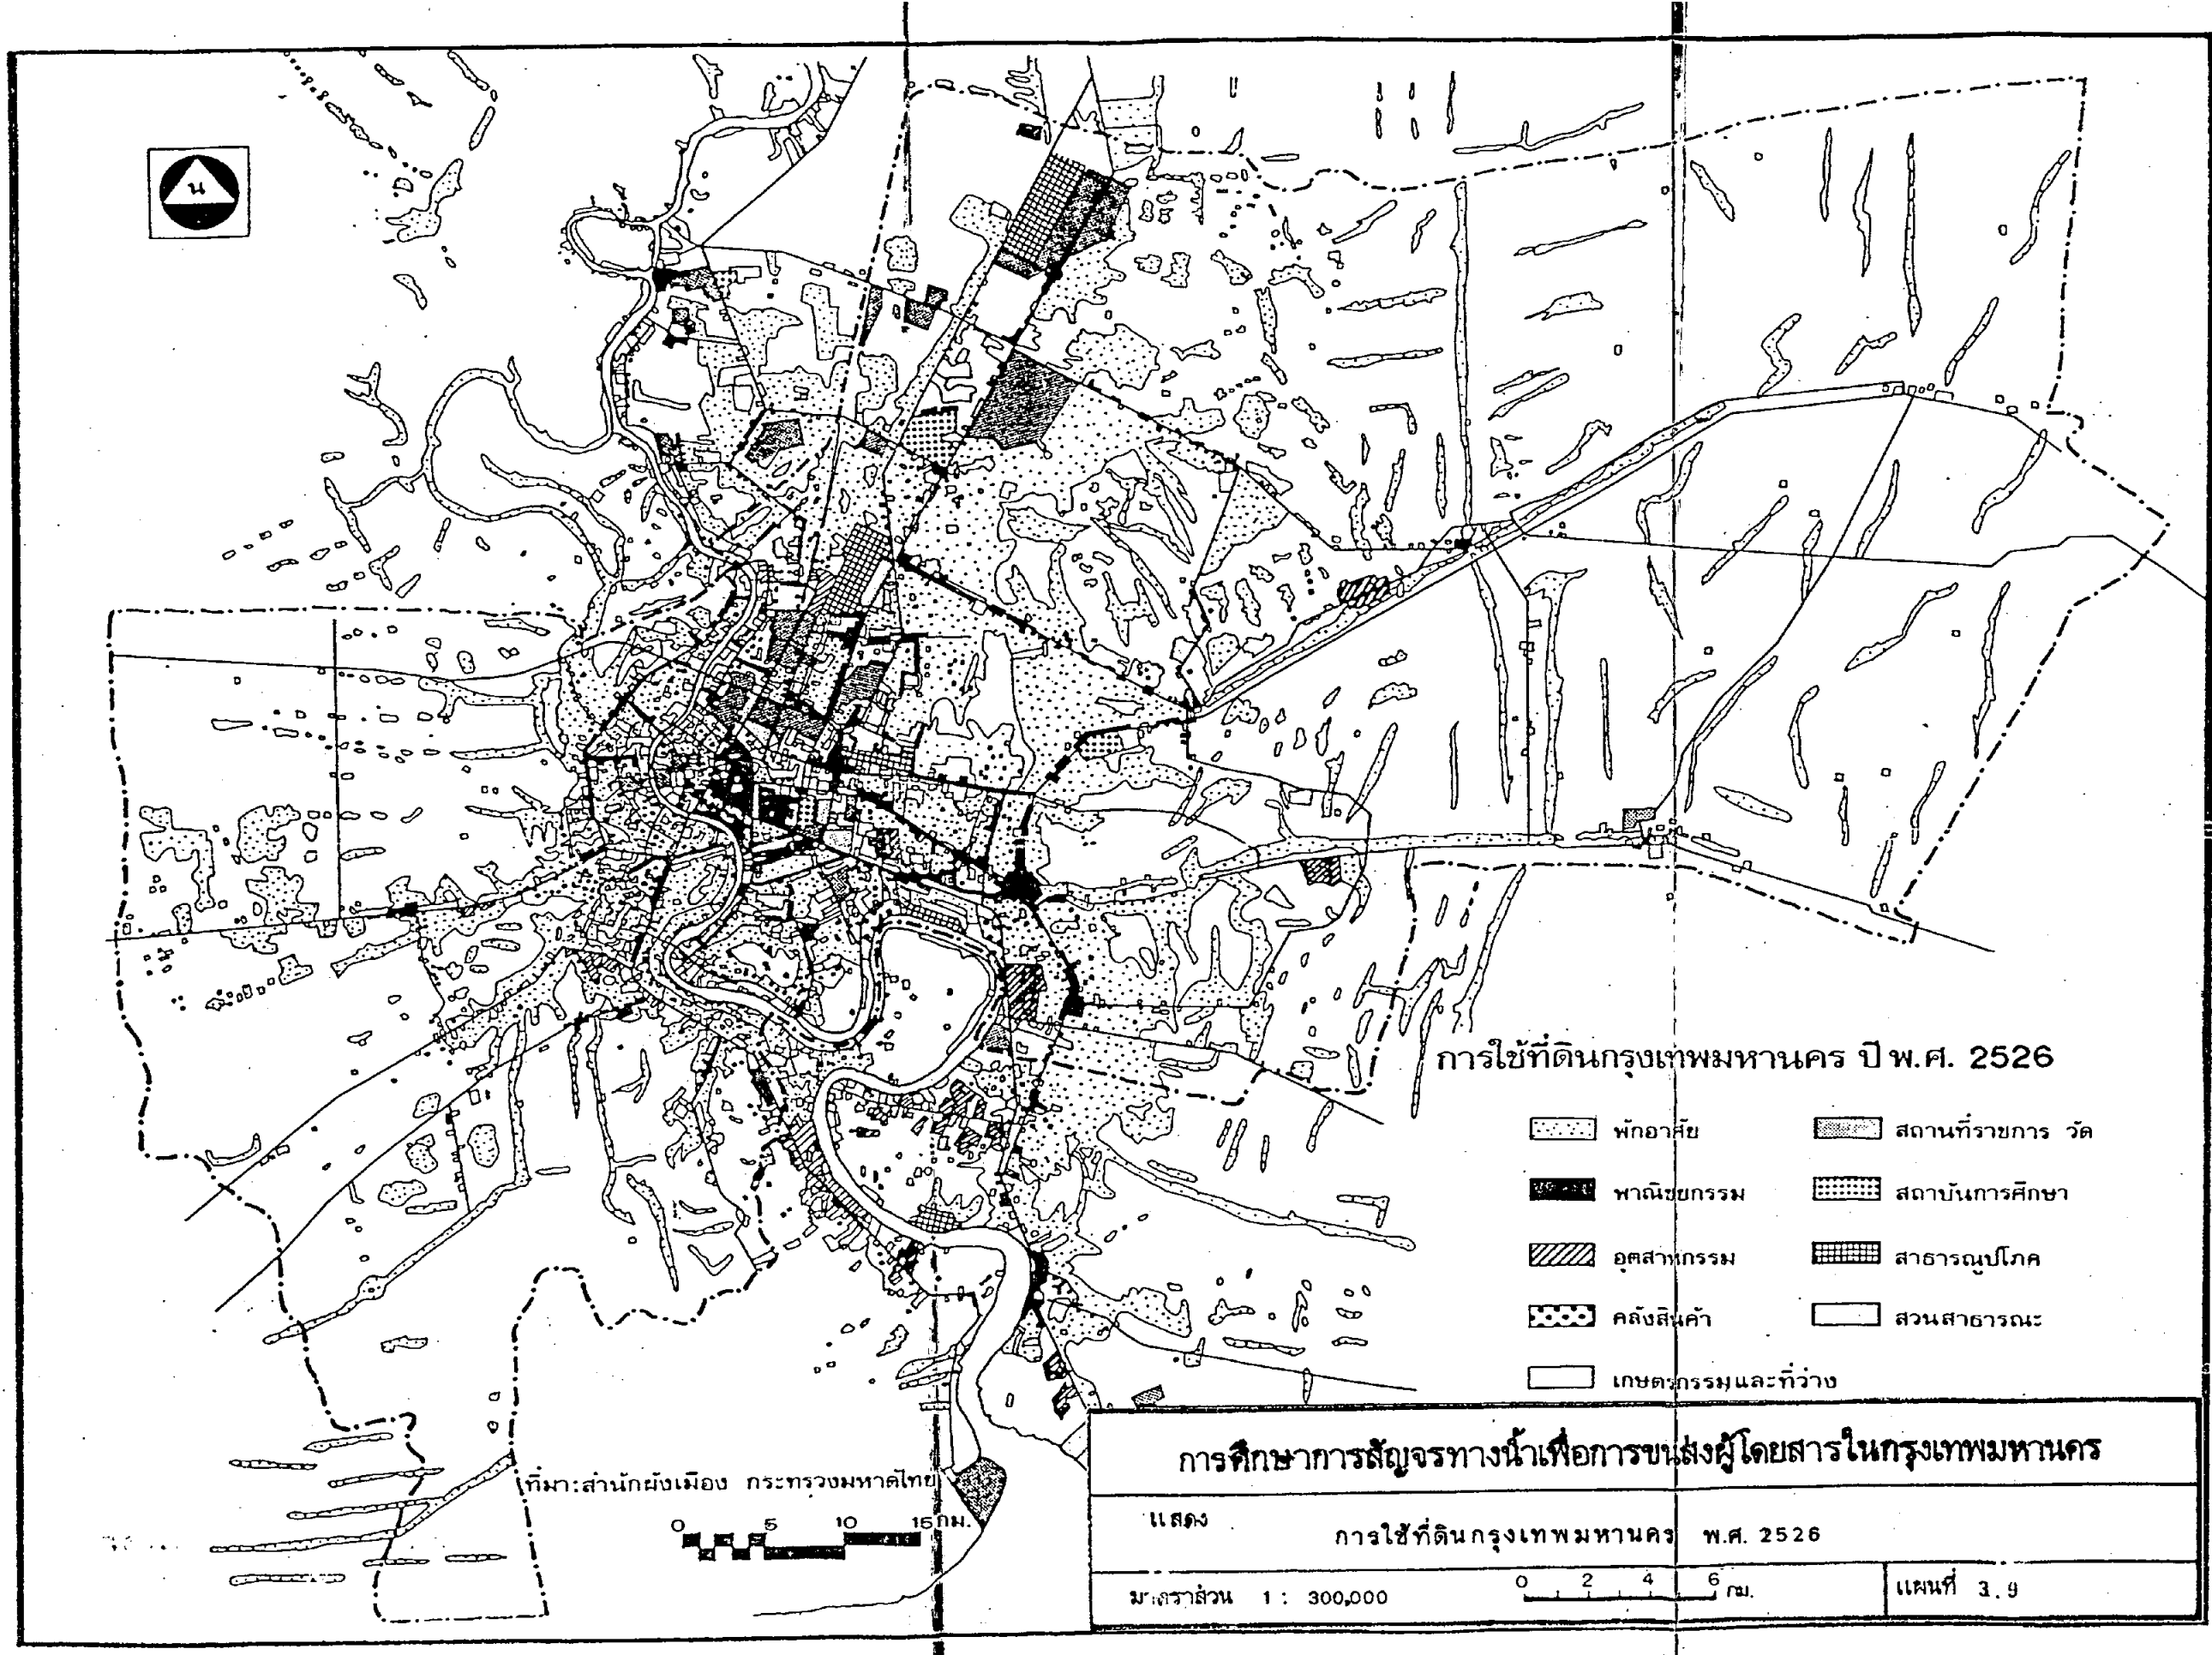 น
การใช้ที่ดินกรุงเทพมหานคร ปี พ.ศ. 2526
พักอาศัย
สถานที่ราชการ วัด
พาณิชยกรรม
สถาบันการศึกษา
อุตสาหกรรม
สาธารณูปโภค
คลังสินค้า
สวนสาธารณะ
เกษตรกรรมและที่ว่าง
ที่มา:สำนักผังเมือง กระทรวงมหาดไทย
0 5 10 15 กม.
การศึกษาการสัญจรทางน้ำเพื่อการขนส่งผู้โดยสารในกรุงเทพมหานคร
แสดง
การใช้ที่ดินกรุงเทพมหานคร พ.ศ. 2526
มาตราส่วน 1 : 300,000
0 2 4 6 กม.
แผนที่ 3.9